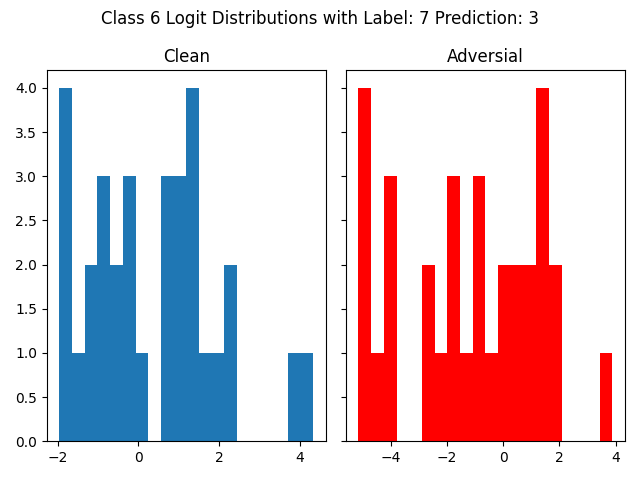 Class 6 Logit Distributions with Label: 7 Prediction: 3
Clean
Adversial
4.0
3.5
3.0
2.5
2.0
1.5
1.0
0.5
0.0
−2 0 2 4
−4 −2 0 2 4